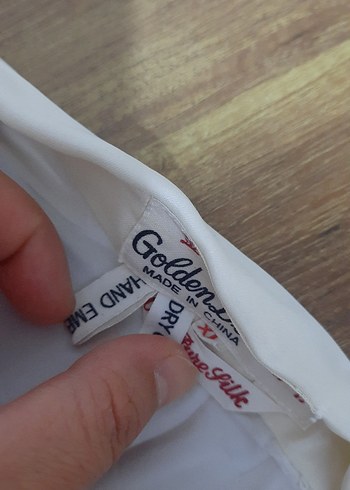 Golden
MADE IN CHINA
HAND EMB
DRY
Pure Silk